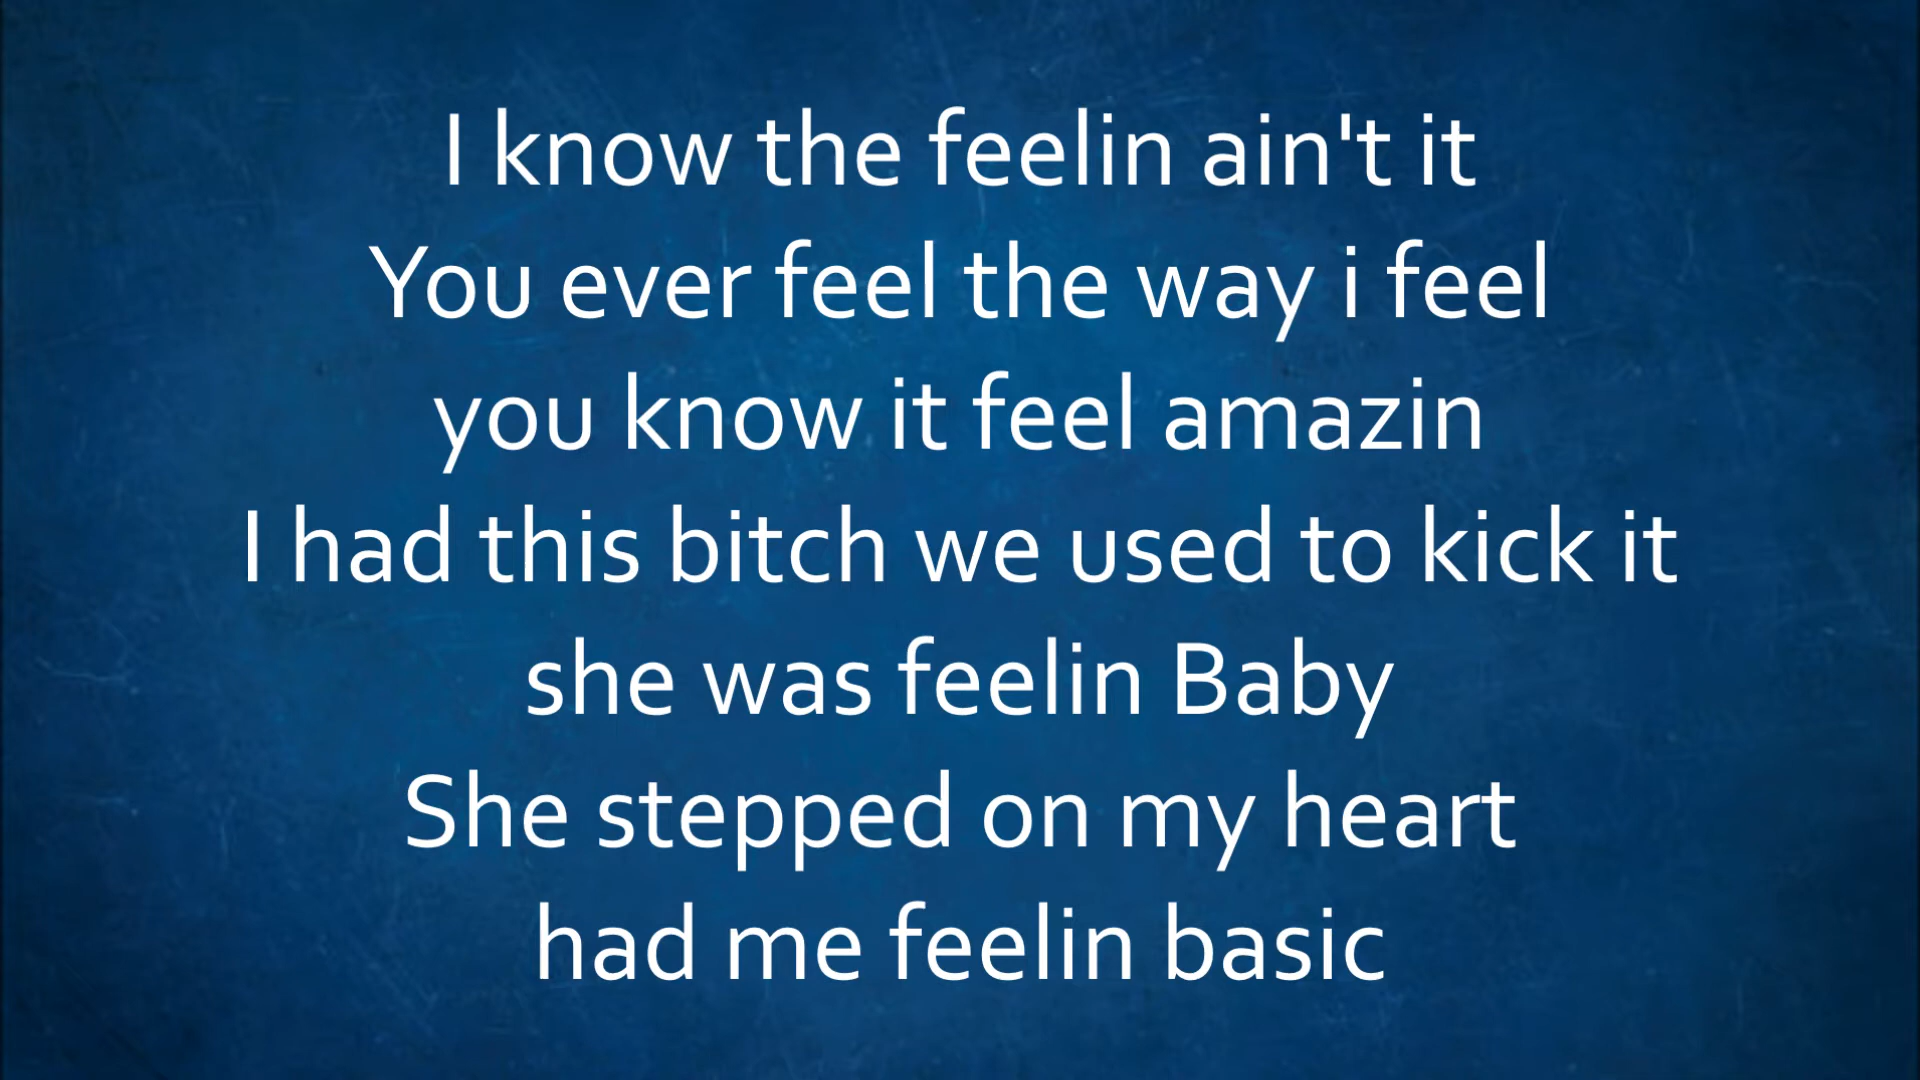 I know the feelin ain't it
You ever feel the way i feel
you know it feel amazin
I had this bitch we used to kick it
she was feelin Baby
She stepped on my heart
had me feelin basic